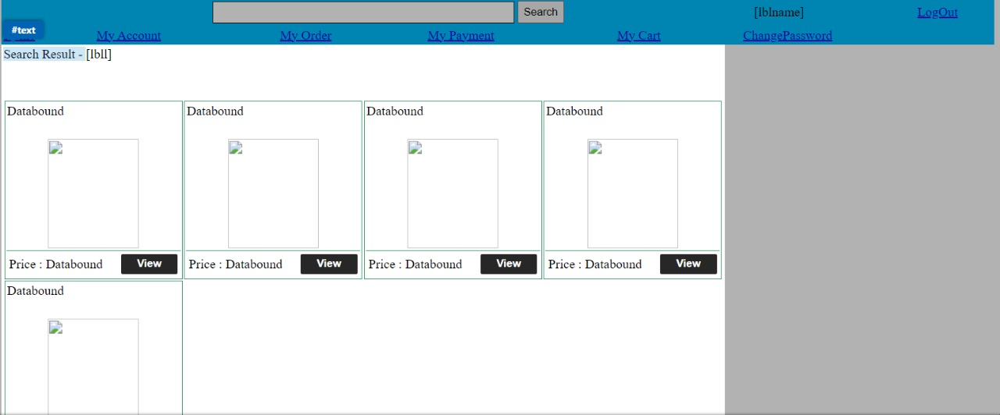 Search [lblname] LogOut
#text My Account My Order My Payment My Cart ChangePassword
Search Result - [lbll]
Databound Databound Databound Databound
Price : Databound View Price : Databound View Price : Databound View Price : Databound View
Databound